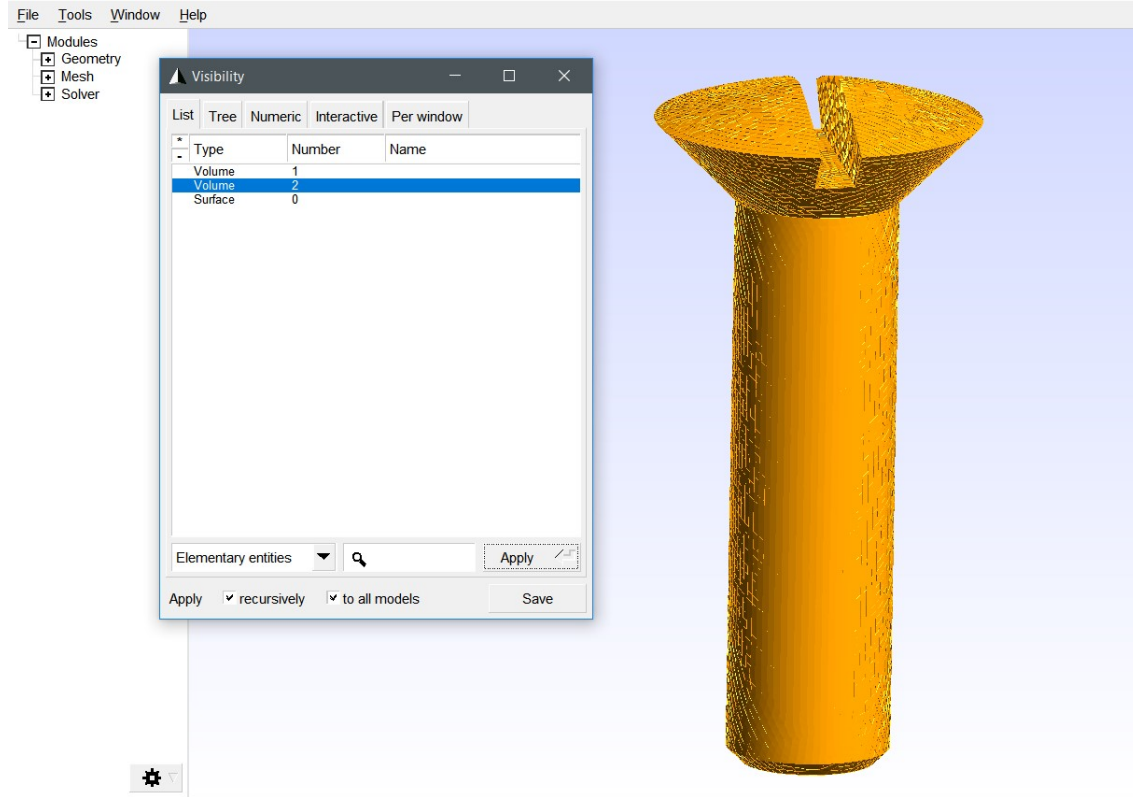 File Tools Window Help
Modules
Geometry
Mesh
Solver
Visibility
List Tree Numeric Interactive Per window
* - Type Number Name
Volume 1
Volume 2
Surface 0
Elementary entities Apply
Apply recursively to all models Save